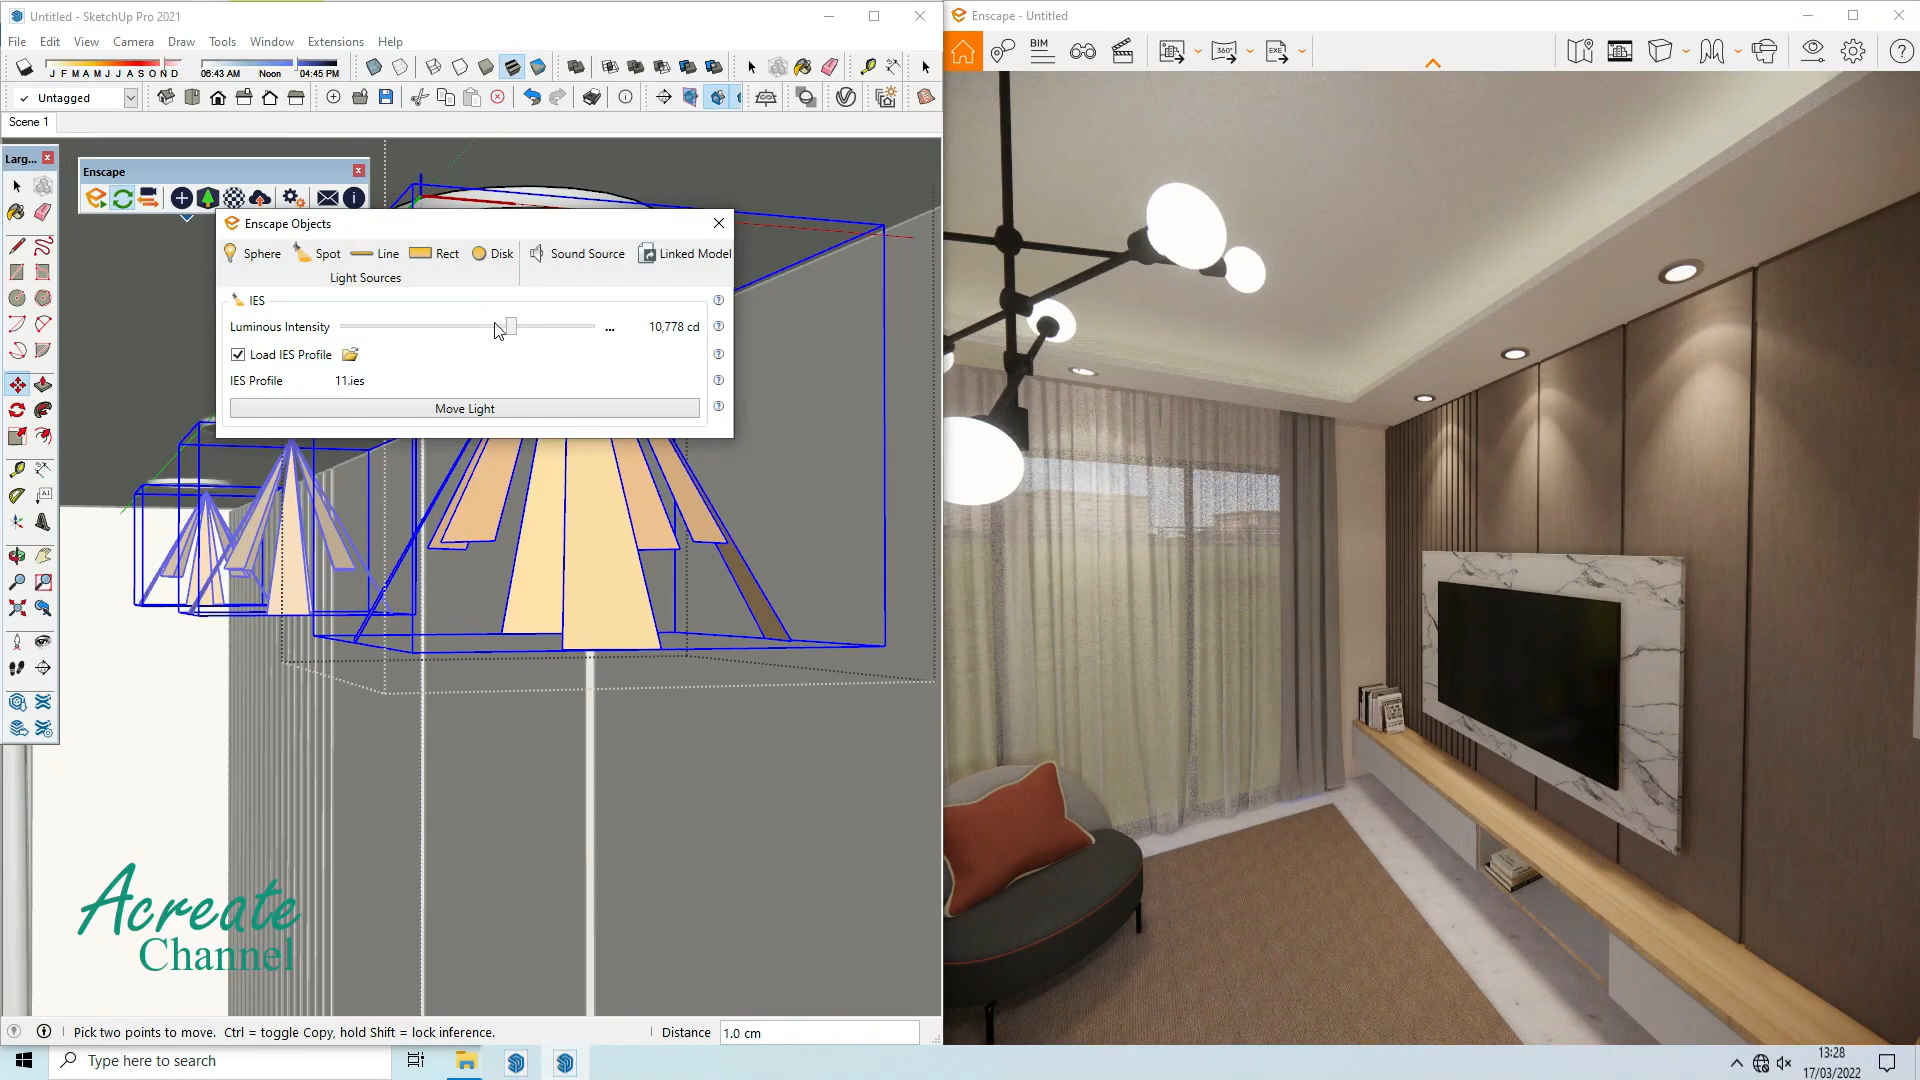 Untitled - SketchUp Pro 2021
File Edit View Camera Draw Tools Window Extensions Help
J F M A M J J A S O N D
06:43 AM Noon 04:45 PM
Untagged
Scene 1
Larg...
Enscape
Enscape Objects
Sphere Spot Line Rect Disk Sound Source Linked Model
Light Sources
IES
Luminous Intensity ... 10,778 cd
Load IES Profile
IES Profile 11.ies
Move Light
Acreate
Channel
Pick two points to move. Ctrl = toggle Copy, hold Shift = lock inference. Distance 1.0 cm
Enscape - Untitled
BIM
360°
EXE
Type here to search
13:28
17/03/2022